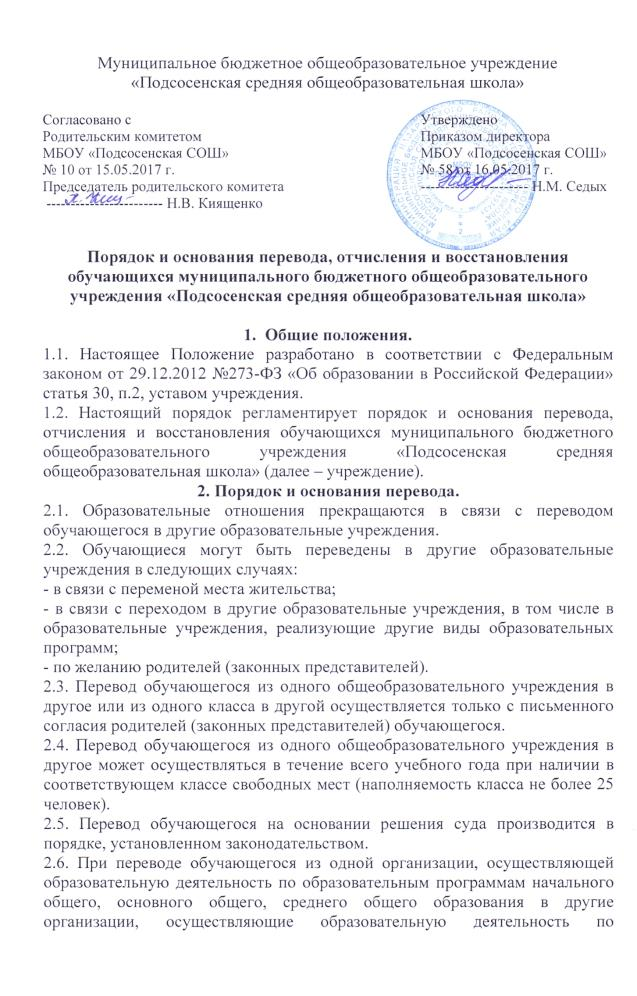 Муниципальное бюджетное общеобразовательное учреждение
«Подсосенская средняя общеобразовательная школа»
Согласовано с
Родительским комитетом
МБОУ «Подсосенская СОШ»
№ 10 от 15.05.2017 г.
Председатель родительского комитета
------------------------ Н.В. Киященко
Утверждено
Приказом директора
МБОУ «Подсосенская СОШ»
№ 58 от 16.05.2017 г.
---------------------- Н.М. Седых
Порядок и основания перевода, отчисления и восстановления
обучающихся муниципального бюджетного общеобразовательного
учреждения «Подсосенская средняя общеобразовательная школа»
1. Общие положения.
1.1. Настоящее Положение разработано в соответствии с Федеральным
законом от 29.12.2012 №273-ФЗ «Об образовании в Российской Федерации»
статья 30, п.2, уставом учреждения.
1.2. Настоящий порядок регламентирует порядок и основания перевода,
отчисления и восстановления обучающихся муниципального бюджетного
общеобразовательного учреждения «Подсосенская средняя
общеобразовательная школа» (далее – учреждение).
2. Порядок и основания перевода.
2.1. Образовательные отношения прекращаются в связи с переводом
обучающегося в другие образовательные учреждения.
2.2. Обучающиеся могут быть переведены в другие образовательные
учреждения в следующих случаях:
- в связи с переменой места жительства;
- в связи с переходом в другие образовательные учреждения, в том числе в
образовательные учреждения, реализующие другие виды образовательных
программ;
- по желанию родителей (законных представителей).
2.3. Перевод обучающегося из одного общеобразовательного учреждения в
другое или из одного класса в другой осуществляется только с письменного
согласия родителей (законных представителей) обучающегося.
2.4. Перевод обучающегося из одного общеобразовательного учреждения в
другое может осуществляться в течение всего учебного года при наличии в
соответствующем классе свободных мест (наполняемость класса не более 25
человек).
2.5. Перевод обучающегося на основании решения суда производится в
порядке, установленном законодательством.
2.6. При переводе обучающегося из одной организации, осуществляющей
образовательную деятельность по образовательным программам начального
общего, основного общего, среднего общего образования в другие
организации, осуществляющие образовательную деятельность по